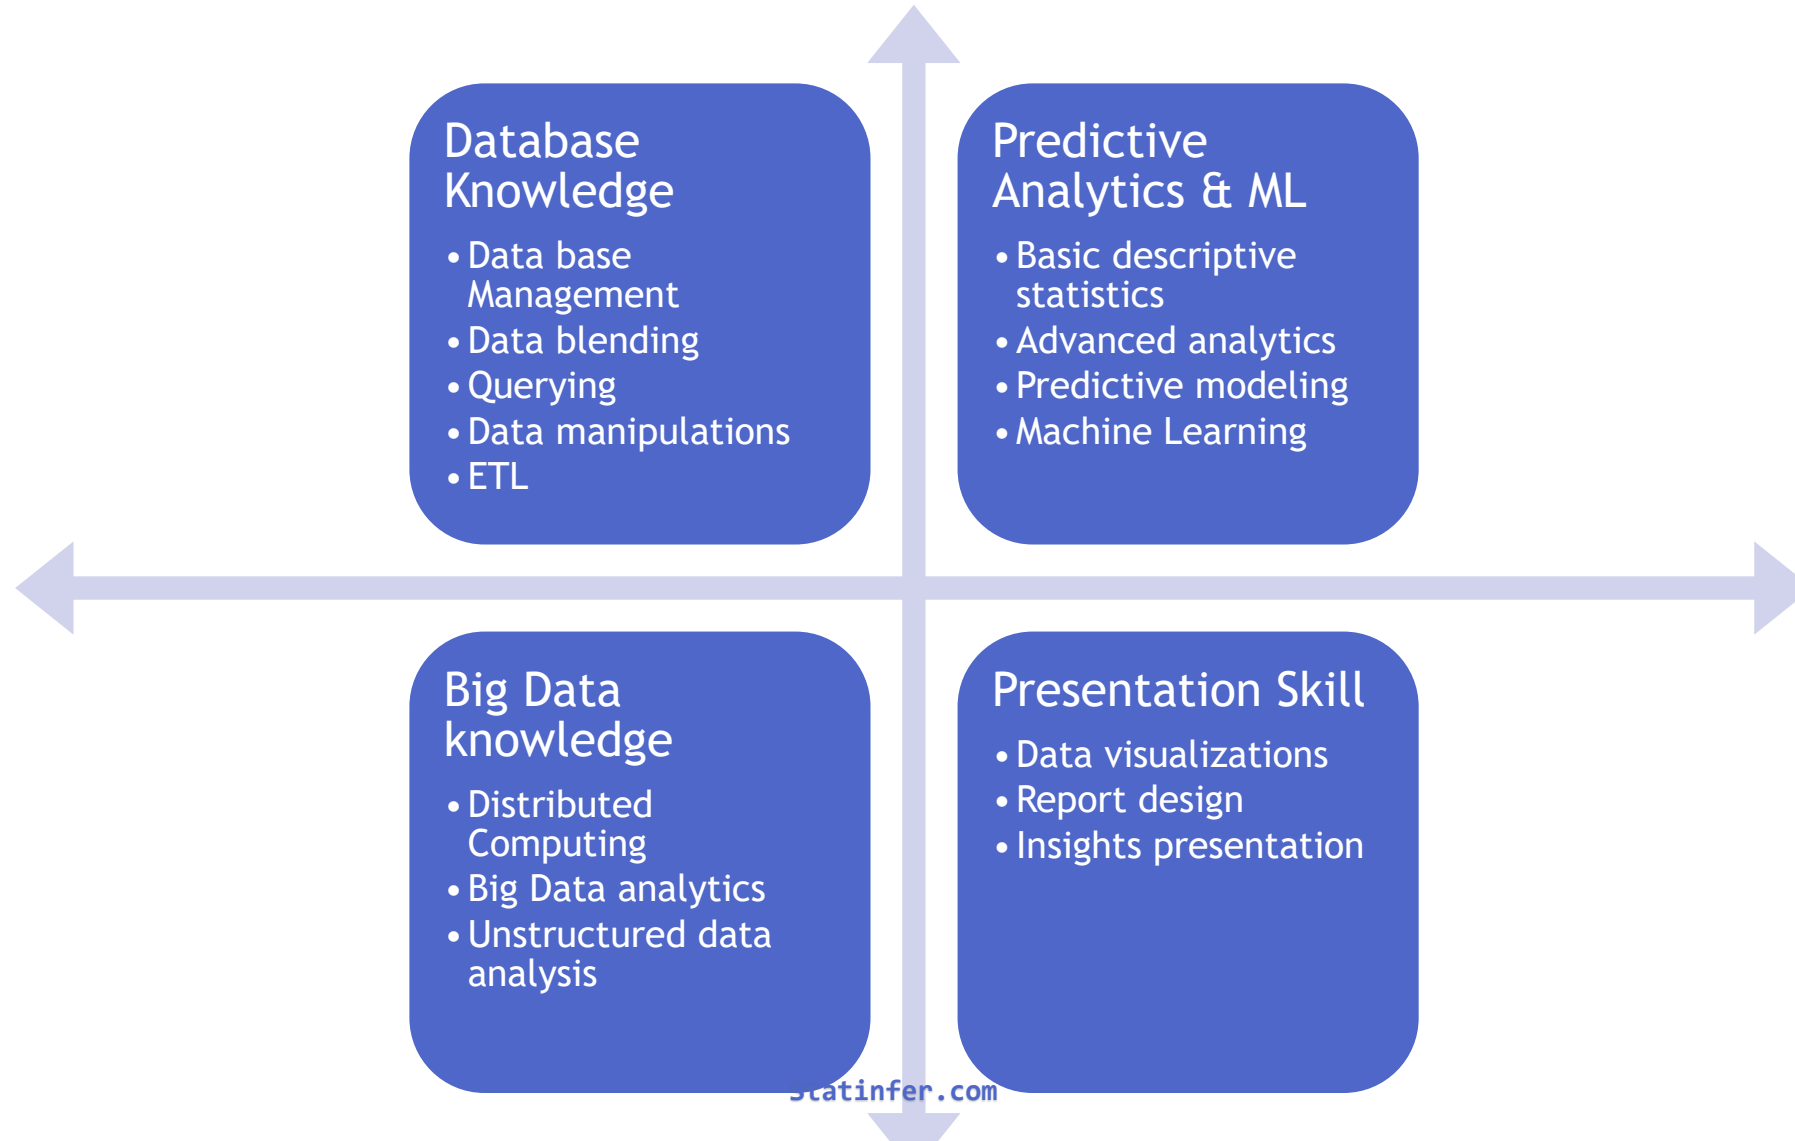 Database
Knowledge
• Data base
Management
• Data blending
• Querying
• Data manipulations
• ETL
Predictive
Analytics & ML
• Basic descriptive
statistics
• Advanced analytics
• Predictive modeling
• Machine Learning
Big Data
knowledge
• Distributed
Computing
• Big Data analytics
• Unstructured data
analysis
Presentation Skill
• Data visualizations
• Report design
• Insights presentation
Statinfer.com